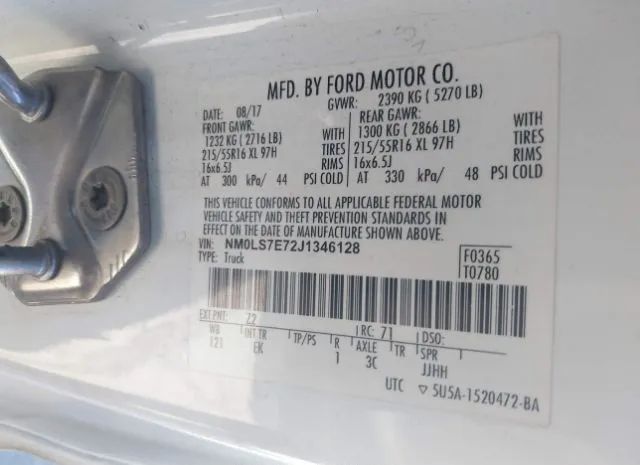 MFD. BY FORD MOTOR CO.
DATE: 08/17 GVWR: 2390 KG ( 5270 LB)
FRONT GAWR: REAR GAWR:
1232 KG ( 2716 LB) WITH 1300 KG ( 2866 LB) WITH
215/55R16 XL 97H TIRES 215/55R16 XL 97H TIRES
16x6.5J RIMS 16x6.5J RIMS
AT 300 kPa/ 44 PSI COLD AT 330 kPa/ 48 PSI COLD
THIS VEHICLE CONFORMS TO ALL APPLICABLE FEDERAL MOTOR
VEHICLE SAFETY AND THEFT PREVENTION STANDARDS IN
EFFECT ON THE DATE OF MANUFACTURE SHOWN ABOVE.
VIN: NM0LS7E72J1346128 F0365
TYPE: Truck T0780
EXT PNT: Z2 RC: 71 DSO:
WB INT TR TP/PS R AXLE TR SPR
121 EK 1 3C JJHH
UTC ▽ 5U5A-1520472-BA